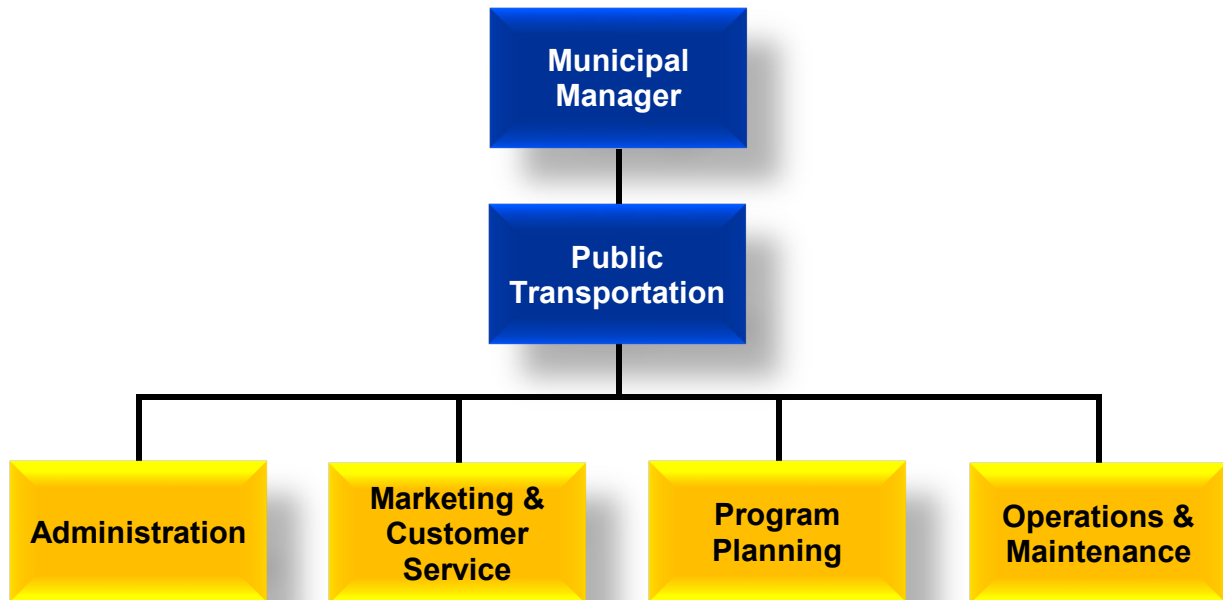 Municipal
Manager
Public
Transportation
Administration
Marketing &
Customer
Service
Program
Planning
Operations &
Maintenance